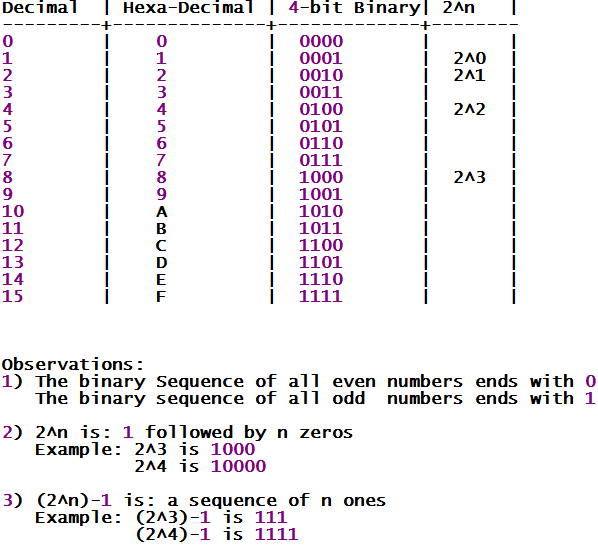 Decimal | Hexa-Decimal | 4-bit Binary| 2^n |
---------+--------------+-------------+--------
0 | 0 | 0000 | |
1 | 1 | 0001 | 2^0 |
2 | 2 | 0010 | 2^1 |
3 | 3 | 0011 | |
4 | 4 | 0100 | 2^2 |
5 | 5 | 0101 | |
6 | 6 | 0110 | |
7 | 7 | 0111 | |
8 | 8 | 1000 | 2^3 |
9 | 9 | 1001 | |
10 | A | 1010 | |
11 | B | 1011 | |
12 | C | 1100 | |
13 | D | 1101 | |
14 | E | 1110 | |
15 | F | 1111 | |
Observations:
1) The binary Sequence of all even numbers ends with 0
The binary sequence of all odd numbers ends with 1
2) 2^n is: 1 followed by n zeros
Example: 2^3 is 1000
2^4 is 10000
3) (2^n)-1 is: a sequence of n ones
Example: (2^3)-1 is 111
(2^4)-1 is 1111